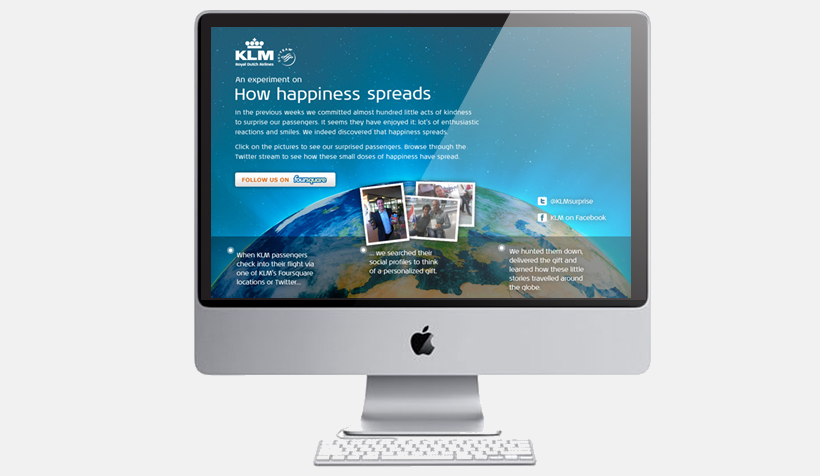 KLM
Royal Dutch Airlines
SKYTEAM
An experiment on
How happiness spreads
In the previous weeks we committed almost hundred little acts of kindness
to surprise our passengers. It seems they have enjoyed it: lot's of enthusiastic
reactions and smiles. We indeed discovered that happiness spreads.
Click on the pictures to see our surprised passengers. Browse through the
Twitter stream to see how these small doses of happiness have spread.
FOLLOW US ON foursquare
@KLMsurprise
KLM on Facebook
When KLM passengers
check into their flight via
one of KLM's Foursquare
locations or Twitter...
... we searched their
social profiles to think
of a personalized gift.
We hunted them down,
delivered the gift and
learned how these little
stories travelled around
the globe.